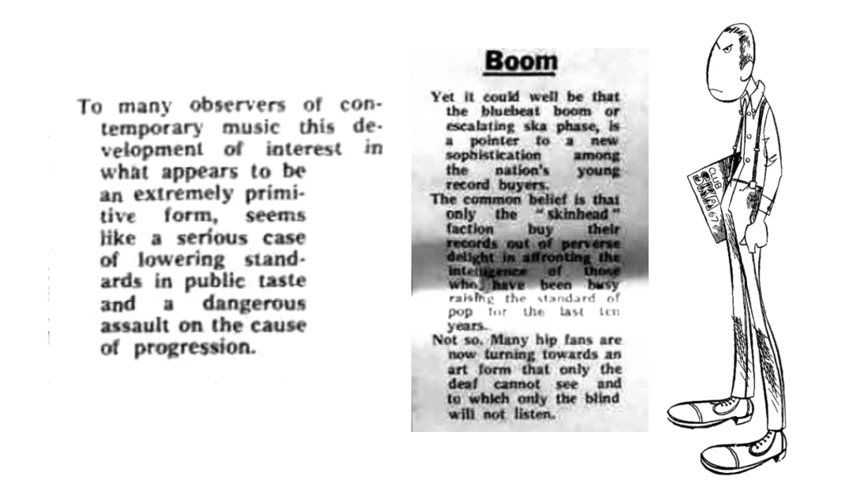 To many observers of con-
temporary music this de-
velopment of interest in
what appears to be
an extremely primi-
tive form, seems
like a serious case
of lowering stand-
ards in public taste
and a dangerous
assault on the cause
of progression.
Boom
Yet it could well be that
the bluebeat boom or
escalating ska phase, is
a pointer to a new
sophistication among
the nation's young
record buyers.
The common belief is that
only the "skinhead"
faction buy their
records out of perverse
delight in affronting the
intelligence of those
who have been busy
raising the standard of
pop for the last ten
years.
Not so. Many hip fans are
now turning towards an
art form that only the
deaf cannot see and
to which only the blind
will not listen.
CLUB
SKA
67